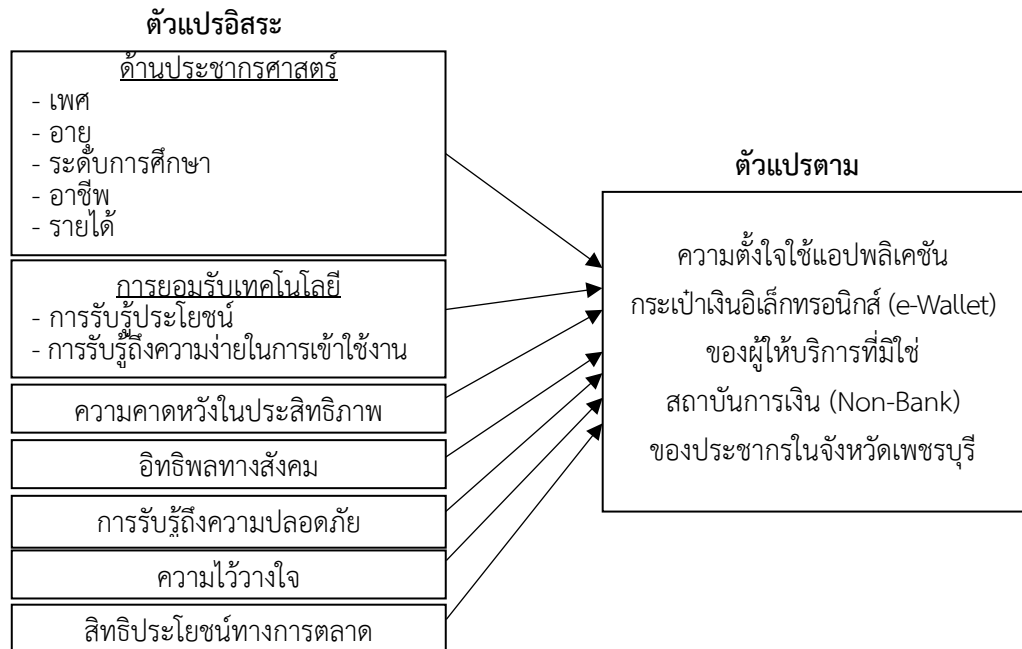 ตัวแปรอิสระ
ด้านประชากรศาสตร์
- เพศ
- อายุ
- ระดับการศึกษา
- อาชีพ
- รายได้
การยอมรับเทคโนโลยี
- การรับรู้ประโยชน์
- การรับรู้ถึงความง่ายในการเข้าใช้งาน
ความคาดหวังในประสิทธิภาพ
อิทธิพลทางสังคม
การรับรู้ถึงความปลอดภัย
ความไว้วางใจ
สิทธิประโยชน์ทางการตลาด
ตัวแปรตาม
ความตั้งใจใช้แอปพลิเคชัน
กระเป๋าเงินอิเล็กทรอนิกส์ (e-Wallet)
ของผู้ให้บริการที่มิใช่
สถาบันการเงิน (Non-Bank)
ของประชากรในจังหวัดเพชรบุรี